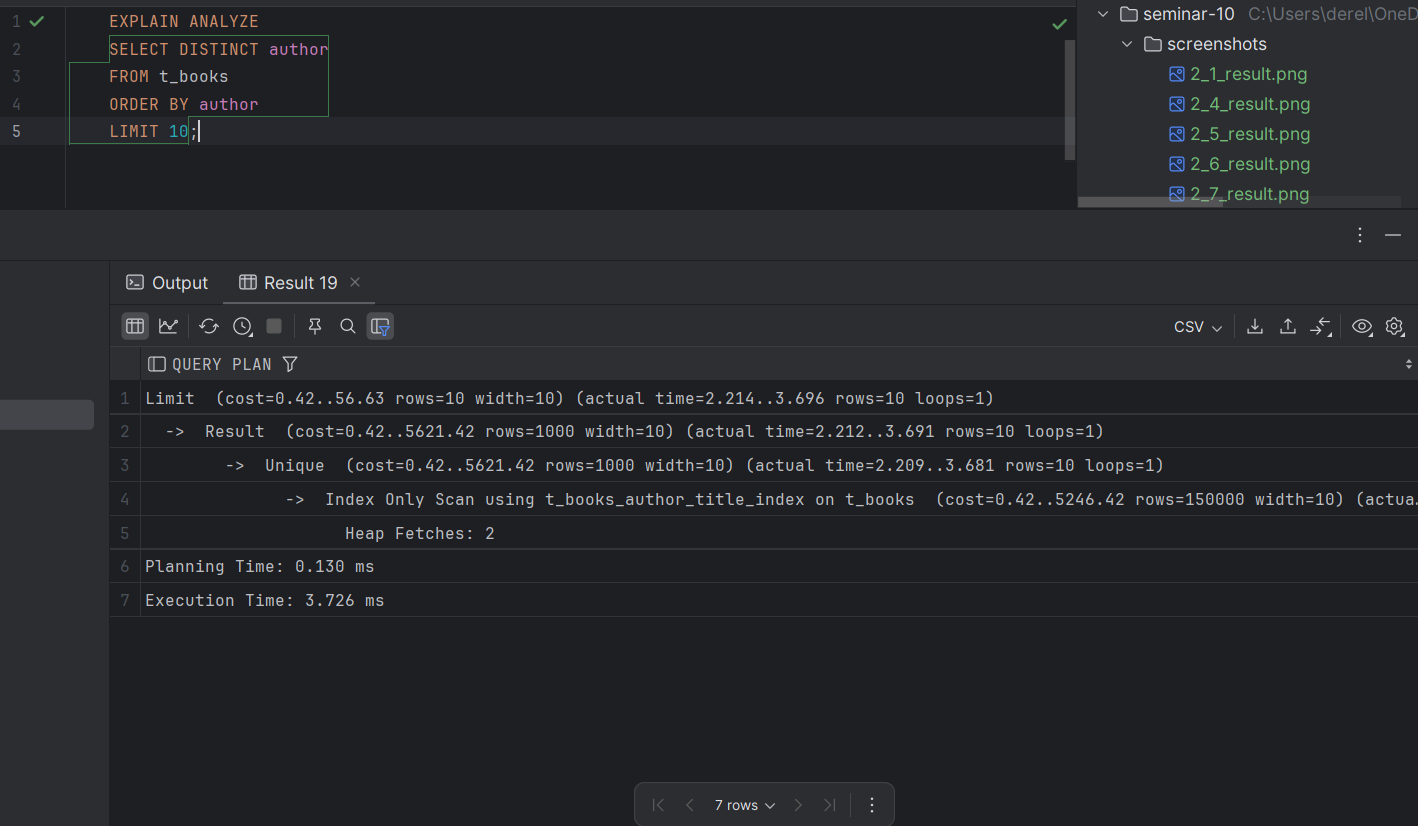 1 EXPLAIN ANALYZE
2 SELECT DISTINCT author
3 FROM t_books
4 ORDER BY author
5 LIMIT 10;
seminar-10 C:\Users\derel\OneD
screenshots
2_1_result.png
2_4_result.png
2_5_result.png
2_6_result.png
2_7_result.png
Output Result 19
CSV
QUERY PLAN
1 Limit  (cost=0.42..56.63 rows=10 width=10) (actual time=2.214..3.696 rows=10 loops=1)
2 ->  Result  (cost=0.42..5621.42 rows=1000 width=10) (actual time=2.212..3.691 rows=10 loops=1)
3 ->  Unique  (cost=0.42..5621.42 rows=1000 width=10) (actual time=2.209..3.681 rows=10 loops=1)
4 ->  Index Only Scan using t_books_author_title_index on t_books  (cost=0.42..5246.42 rows=150000 width=10) (actua…
5 Heap Fetches: 2
6 Planning Time: 0.130 ms
7 Execution Time: 3.726 ms
7 rows